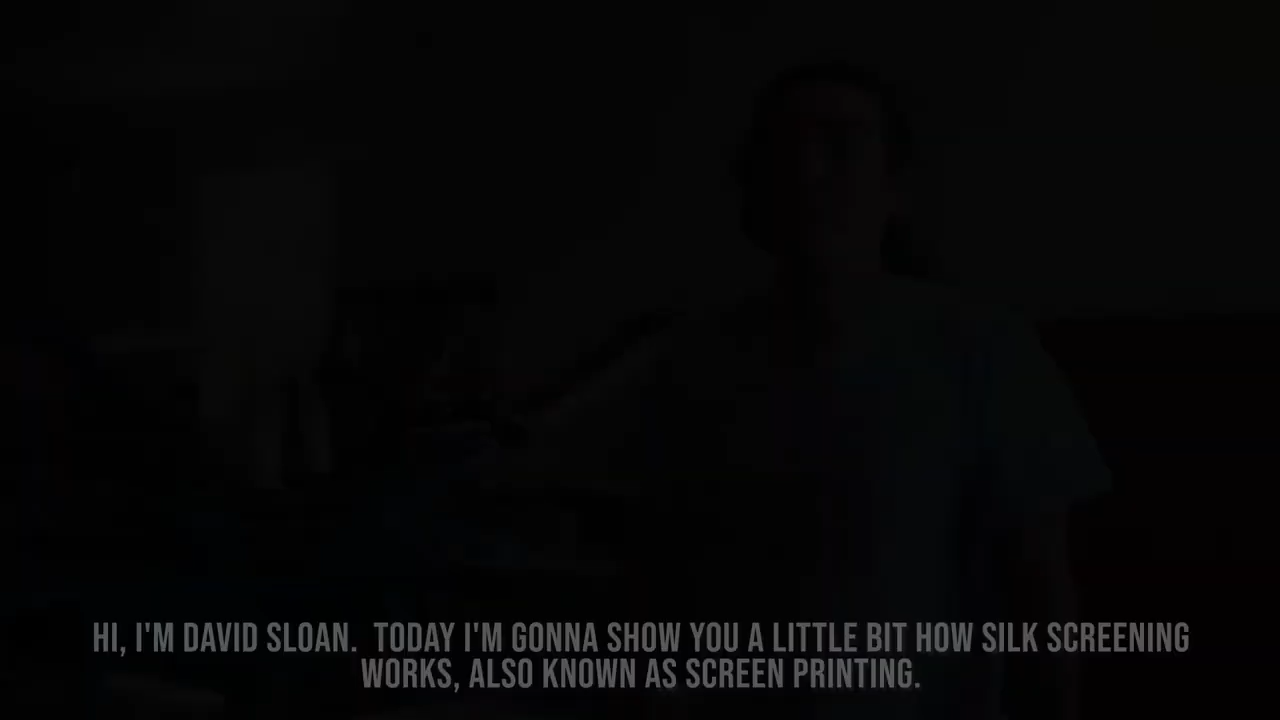 HI, I'M DAVID SLOAN.  TODAY I'M GONNA SHOW YOU A LITTLE BIT HOW SILK SCREENING
WORKS, ALSO KNOWN AS SCREEN PRINTING.